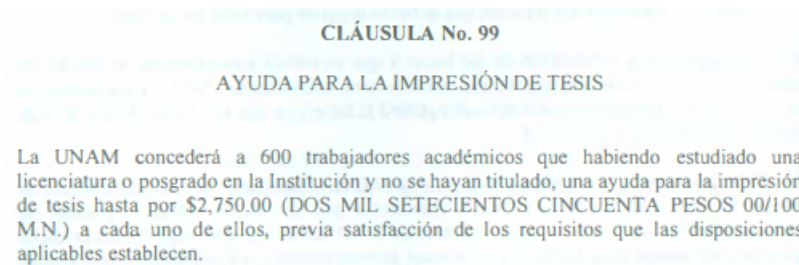 CLÁUSULA No. 99
AYUDA PARA LA IMPRESIÓN DE TESIS
La UNAM concederá a 600 trabajadores académicos que habiendo estudiado una
licenciatura o posgrado en la Institución y no se hayan titulado, una ayuda para la impresión
de tesis hasta por $2,750.00 (DOS MIL SETECIENTOS CINCUENTA PESOS 00/100
M.N.) a cada uno de ellos, previa satisfacción de los requisitos que las disposiciones
aplicables establecen.